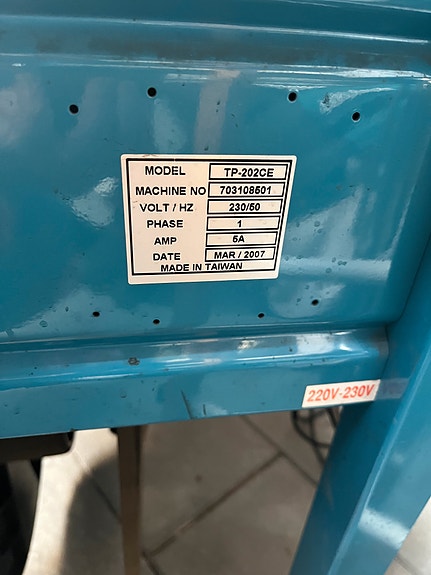 MODEL TP-202CE
MACHINE NO 703108501
VOLT / HZ 230/50
PHASE 1
AMP 5A
DATE MAR / 2007
MADE IN TAIWAN
220V-230V